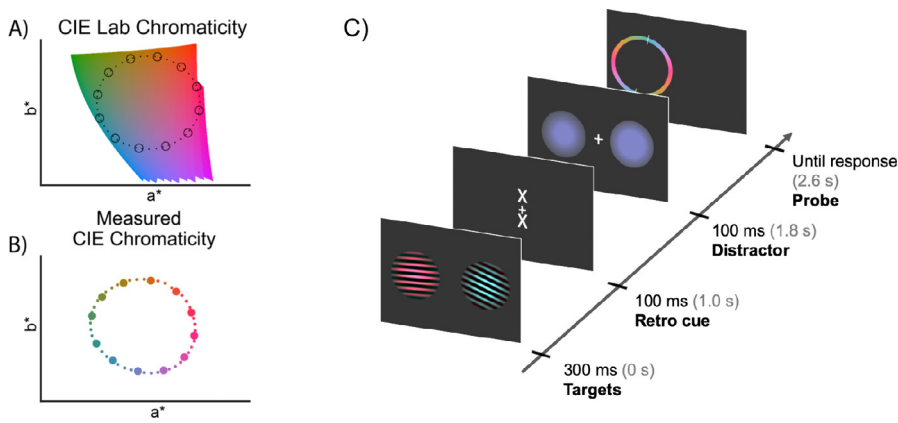 A)
CIE Lab Chromaticity
b*
a*
B)
Measured
CIE Chromaticity
b*
a*
C)
X
+
X
+
Until response
(2.6 s)
Probe
100 ms (1.8 s)
Distractor
100 ms (1.0 s)
Retro cue
300 ms (0 s)
Targets